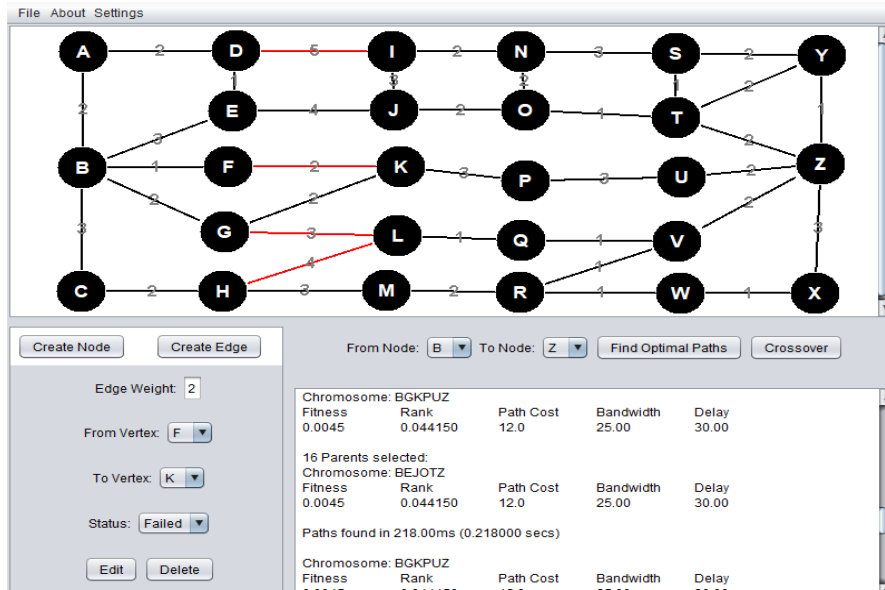 File About Settings
A 2 D 5 I 2 N 3 S 2 Y
2 1 3 2 1 2 1
E 4 J 2 O 1 T
3 2
B 1 F 2 K 3 P 3 U 2 Z
2 2
3 G 3 L 1 Q 1 V 2 3
4 1
C 2 H 3 M 2 R 1 W 1 X
Create Node Create Edge
Edge Weight: 2
From Vertex: F
To Vertex: K
Status: Failed
Edit Delete
From Node: B To Node: Z Find Optimal Paths Crossover
Chromosome: BGKPUZ
Fitness Rank Path Cost Bandwidth Delay
0.0045 0.044150 12.0 25.00 30.00
16 Parents selected:
Chromosome: BEJOTZ
Fitness Rank Path Cost Bandwidth Delay
0.0045 0.044150 12.0 25.00 30.00
Paths found in 218.00ms (0.218000 secs)
Chromosome: BGKPUZ
Fitness Rank Path Cost Bandwidth Delay